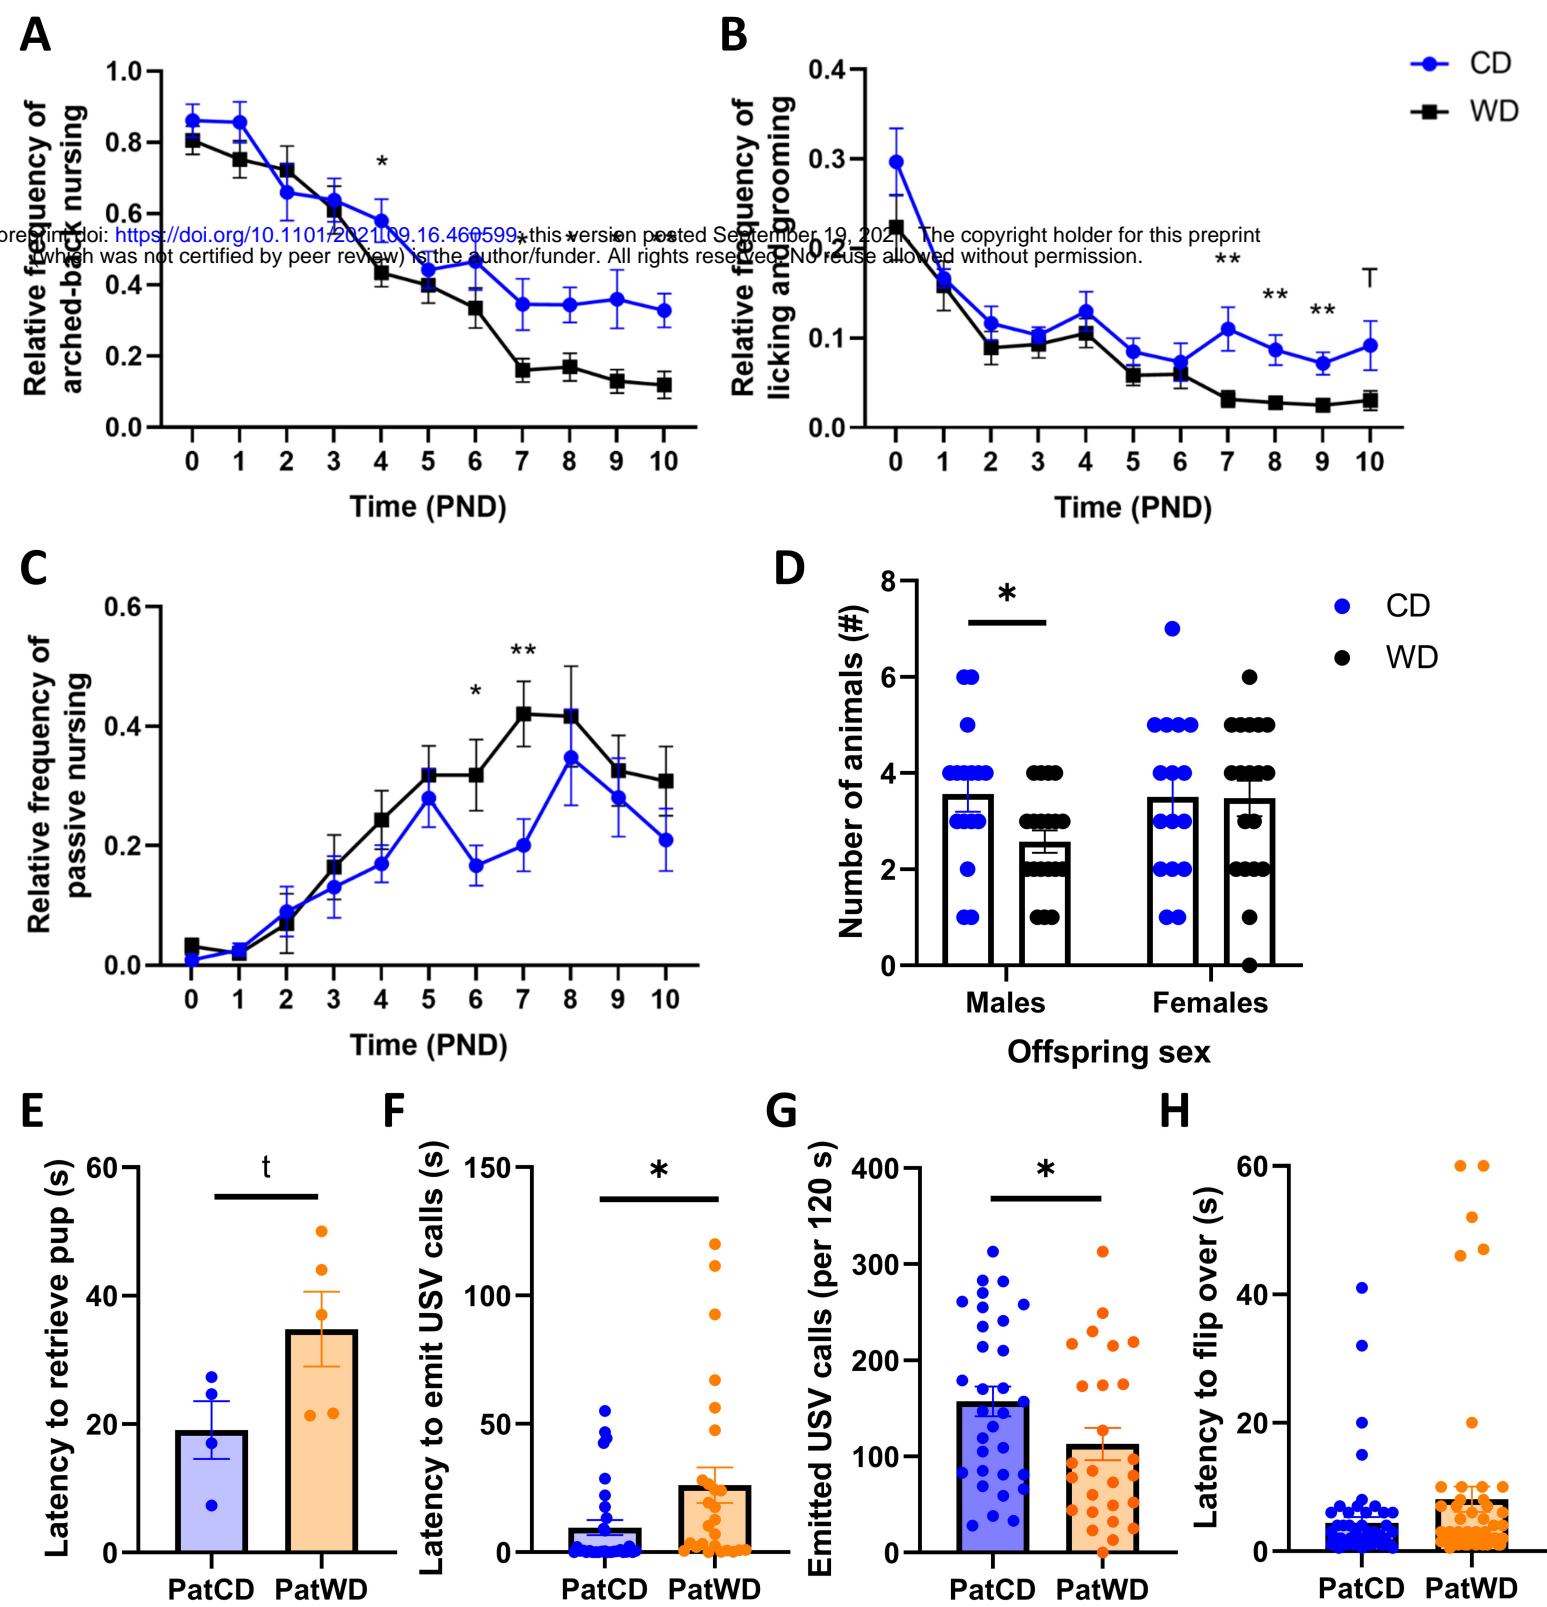 A
B
CD
WD
Relative frequency of
arched-back nursing
1.0
0.8
0.6
0.4
0.2
0.0
*
*
*
*
**
0 1 2 3 4 5 6 7 8 9 10
Time (PND)
Relative frequency of
licking and grooming
0.4
0.3
0.2
0.1
0.0
**
**
**
T
0 1 2 3 4 5 6 7 8 9 10
Time (PND)
doi: https://doi.org/10.1101/2021.09.16.460599; this version posted September 19, 2021. The copyright holder for this preprint
(which was not certified by peer review) is the author/funder. All rights reserved. No reuse allowed without permission.
C
Relative frequency of
passive nursing
0.6
0.4
0.2
0.0
*
**
0 1 2 3 4 5 6 7 8 9 10
Time (PND)
D
Number of animals (#)
8
6
4
2
0
*
CD
WD
Males Females
Offspring sex
E
Latency to retrieve pup (s)
60
40
20
0
t
PatCD PatWD
F
Latency to emit USV calls (s)
150
100
50
0
*
PatCD PatWD
G
Emitted USV calls (per 120 s)
400
300
200
100
0
*
PatCD PatWD
H
Latency to flip over (s)
60
40
20
0
PatCD PatWD